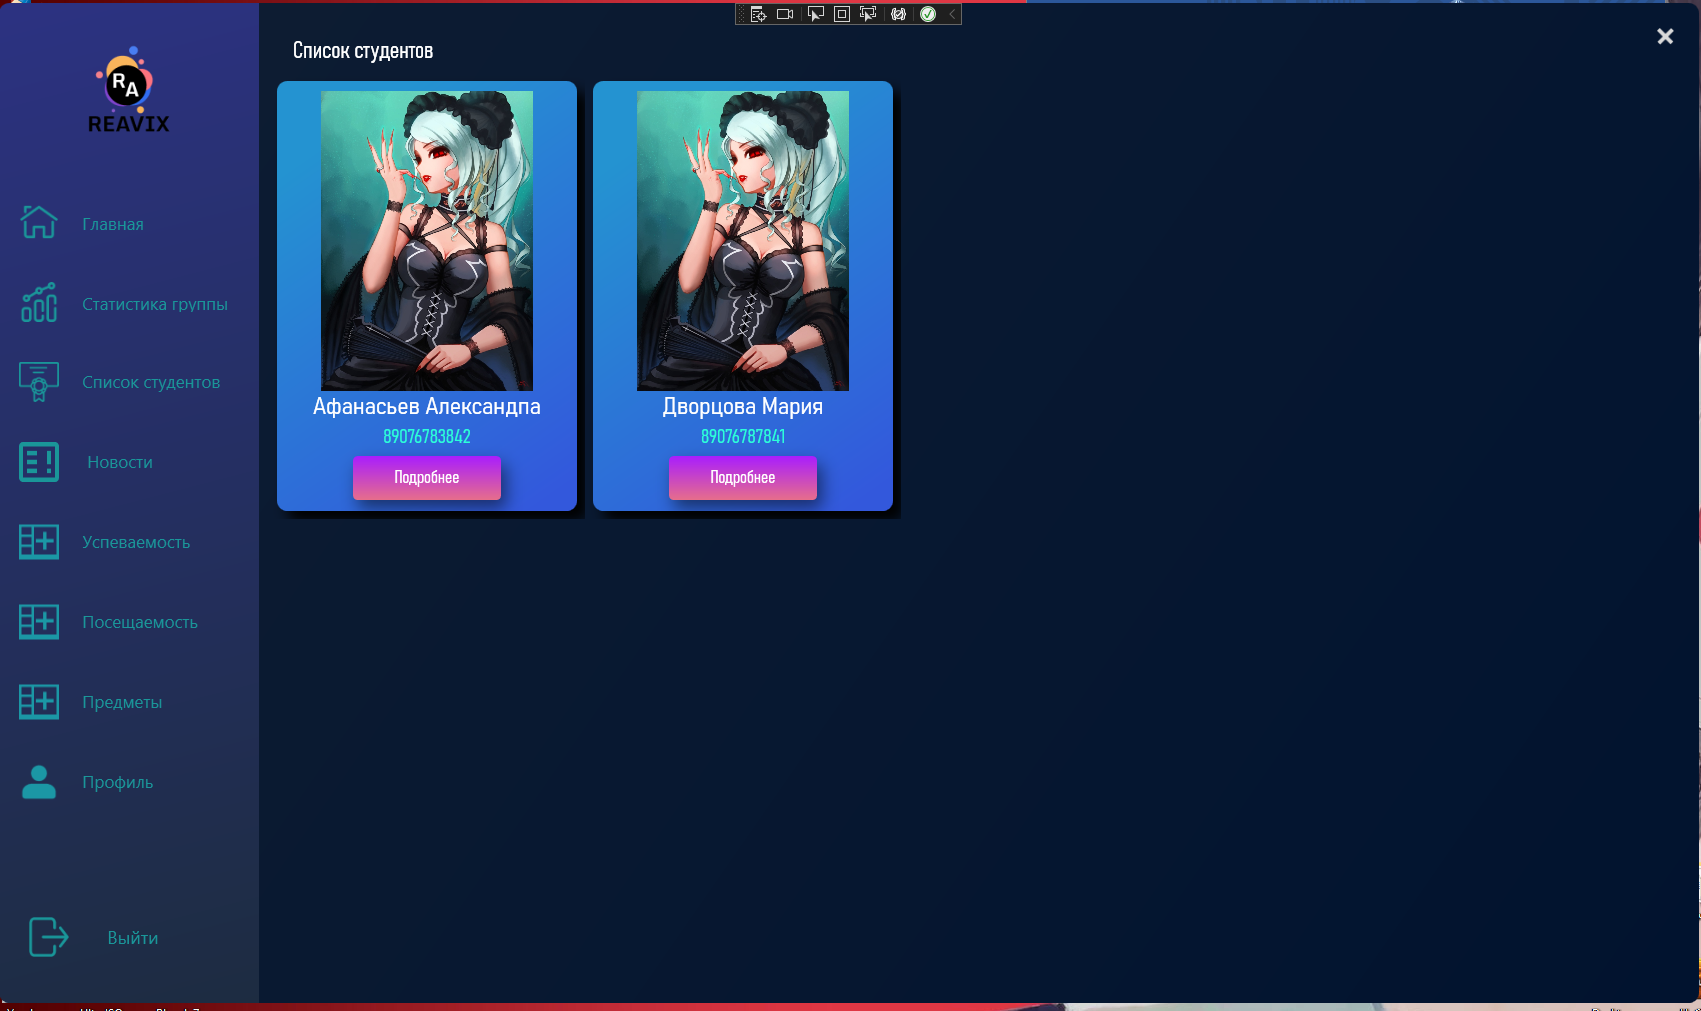 Список студентов
RA
REAVIX
Главная
Статистика группы
Список студентов
Новости
Успеваемость
Посещаемость
Предметы
Профиль
Выйти
Афанасьев Александпа
89076783842
Подробнее
Дворцова Мария
89076787841
Подробнее